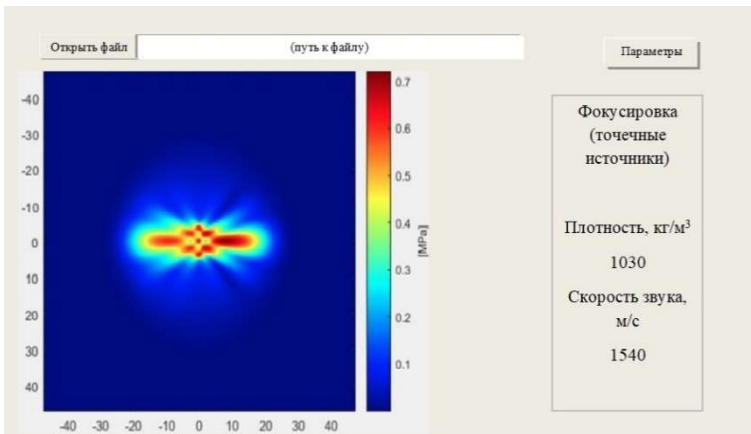 Открыть файл
(путь к файлу)
Параметры
-40
-30
-20
-10
0
10
20
30
40
-40 -30 -20 -10 0 10 20 30 40
0.7
0.6
0.5
0.4
0.3
0.2
0.1
[MPa]
Фокусировка
(точечные
источники)
Плотность, кг/м³
1030
Скорость звука,
м/с
1540